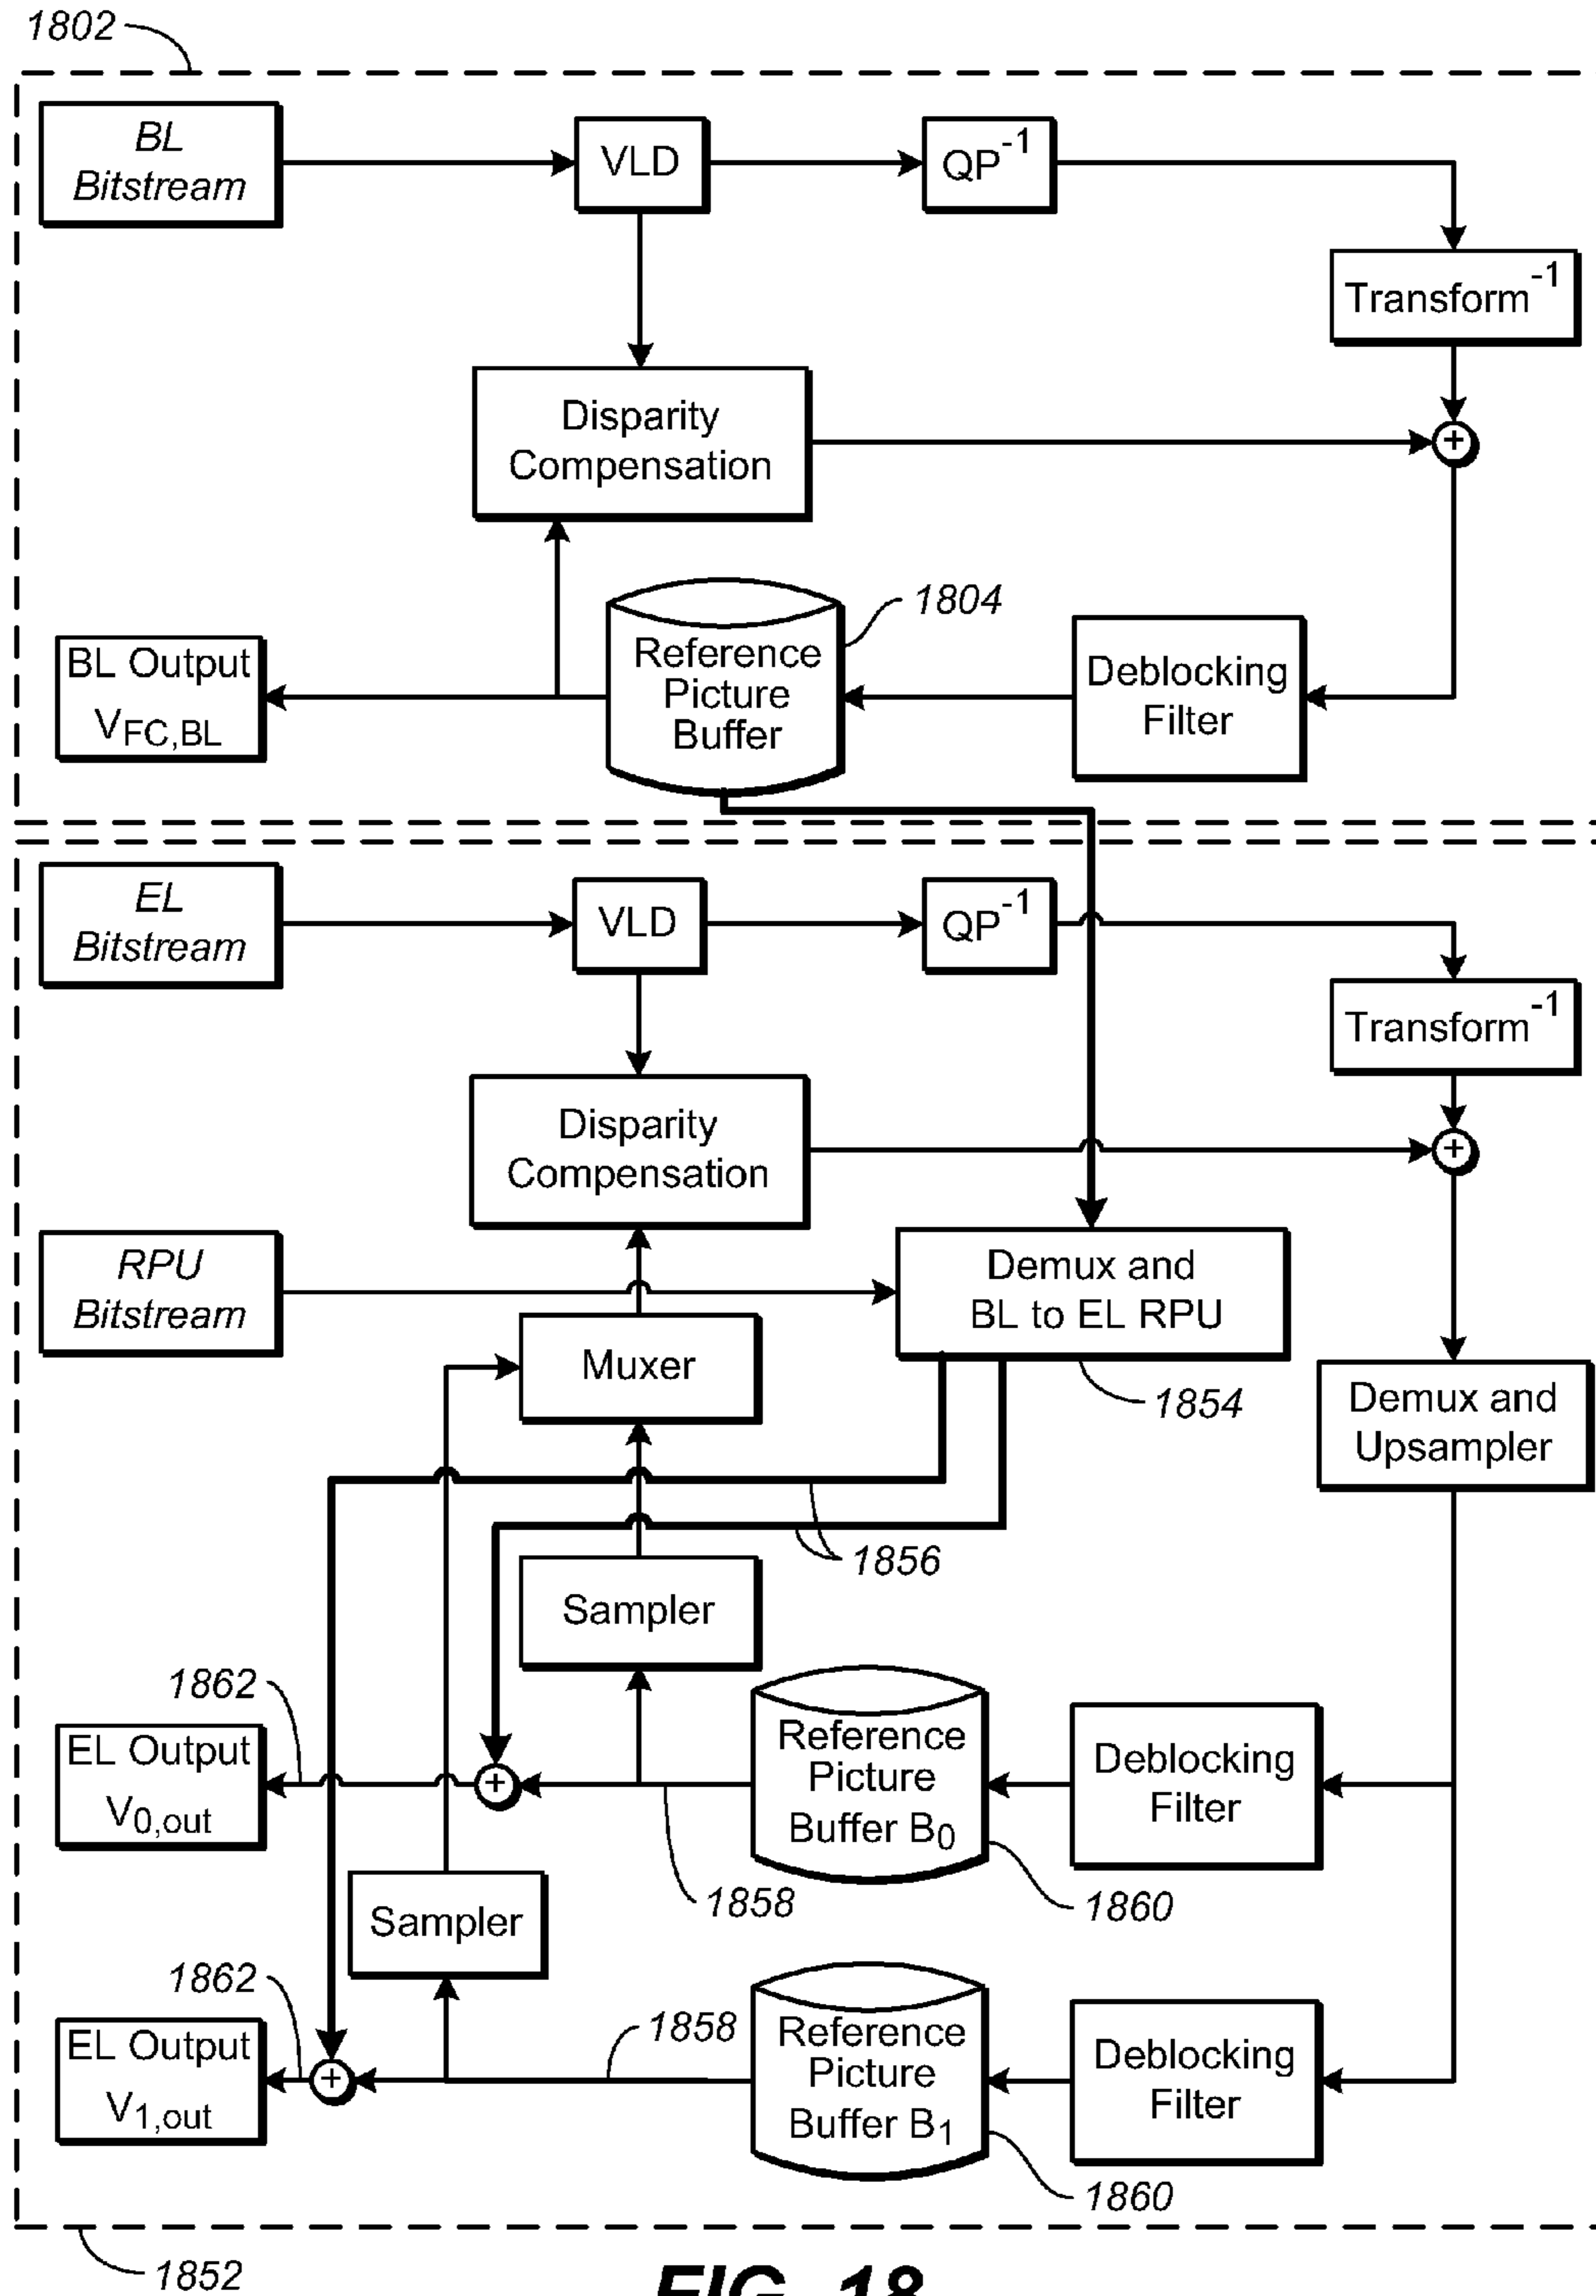 1802
BL
Bitstream
VLD
QP⁻¹
Transform⁻¹
Disparity
Compensation
+
1804
Reference
Picture
Buffer
Deblocking
Filter
BL Output
V_FC,BL
EL
Bitstream
VLD
QP⁻¹
Transform⁻¹
Disparity
Compensation
+
RPU
Bitstream
Demux and
BL to EL RPU
Muxer
1854
Demux and
Upsampler
1856
Sampler
1862
EL Output
V₀,out
+
Reference
Picture
Buffer B₀
Deblocking
Filter
1858
1860
Sampler
1862
EL Output
V₁,out
+
1858
Reference
Picture
Buffer B₁
Deblocking
Filter
1860
1852
FIG. 18